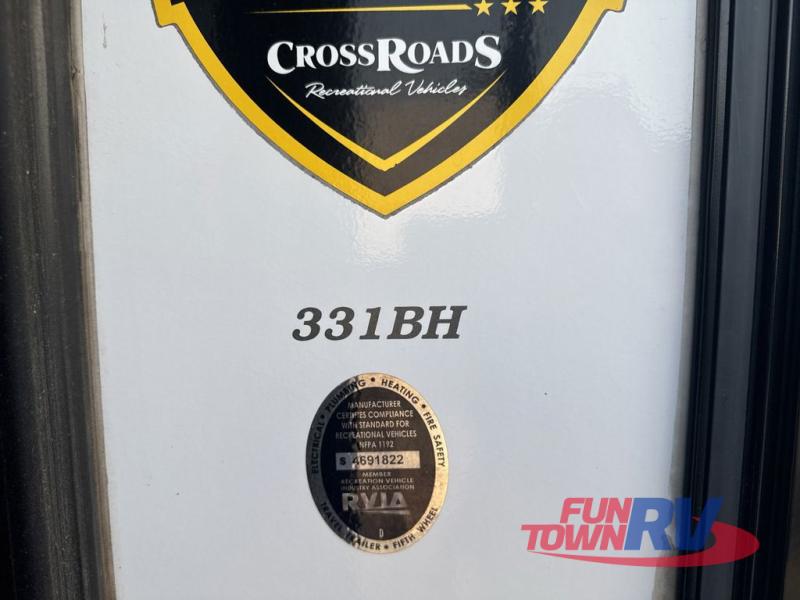 CROSSROADS
Recreational Vehicles
331BH
ELECTRICAL • PLUMBING • HEATING • FIRE SAFETY
MANUFACTURER
CERTIFIES COMPLIANCE
WITH STANDARD FOR
RECREATIONAL VEHICLES
NFPA 1192
S 4691822
MEMBER
RECREATION VEHICLE
INDUSTRY ASSOCIATION
RVIA
D
TRAVEL TRAILER • FIFTH WHEEL
FUN
TOWN RV